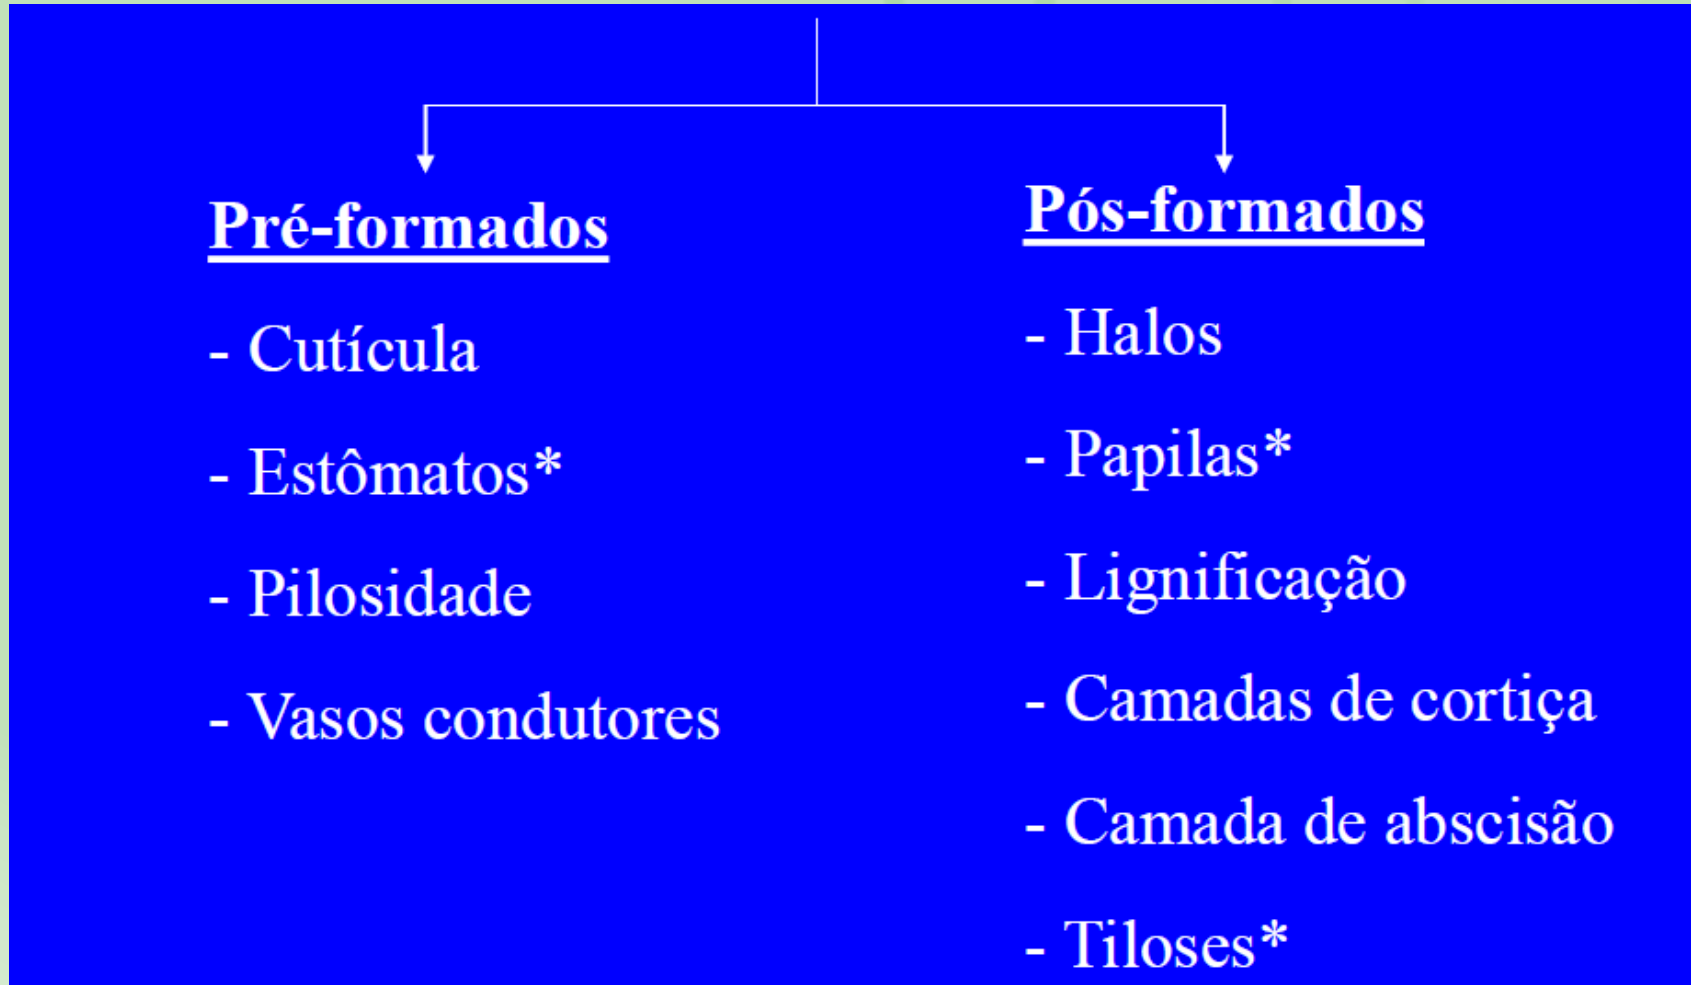 Pré-formados
- Cutícula
- Estômatos*
- Pilosidade
- Vasos condutores
Pós-formados
- Halos
- Papilas*
- Lignificação
- Camadas de cortiça
- Camada de abscisão
- Tiloses*